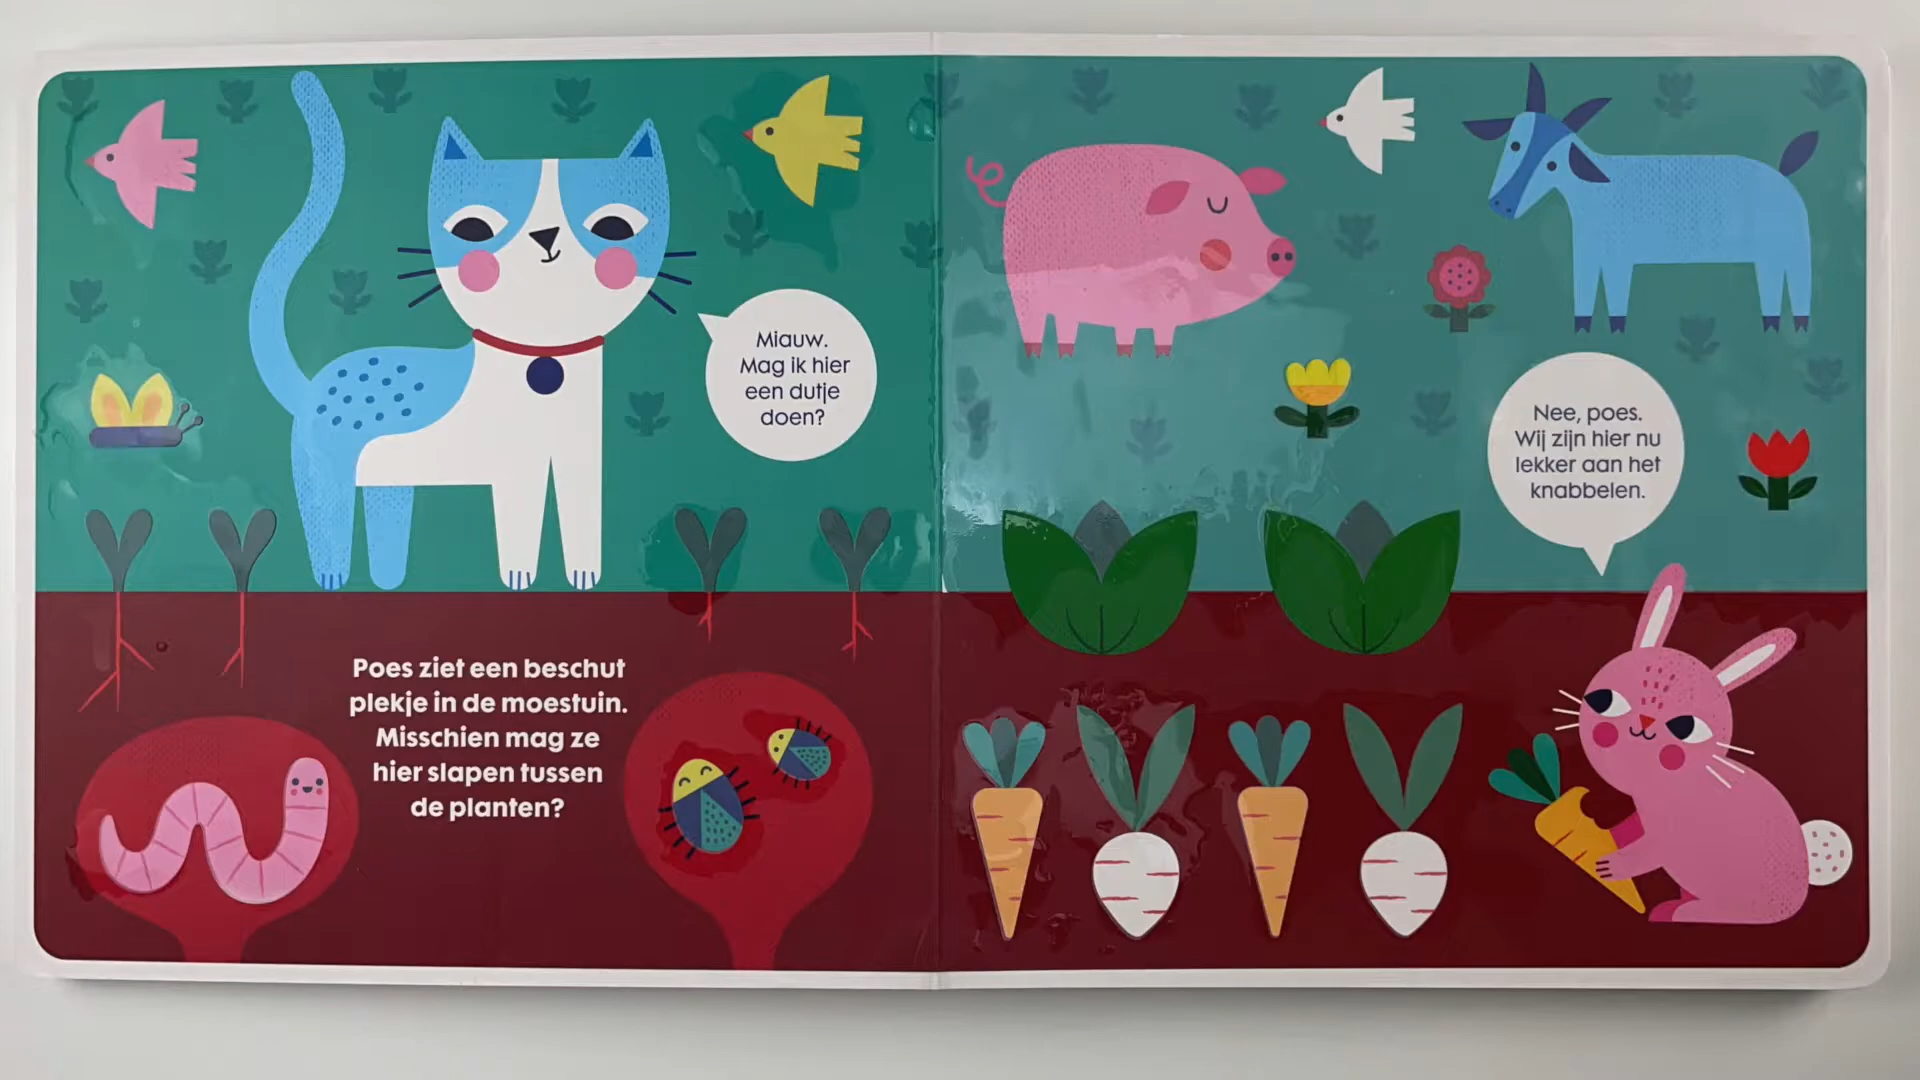 Miauw.
Mag ik hier
een dutje
doen?
Poes ziet een beschut
plekje in de moestuin.
Misschien mag ze
hier slapen tussen
de planten?
Nee, poes.
Wij zijn hier nu
lekker aan het
knabbelen.